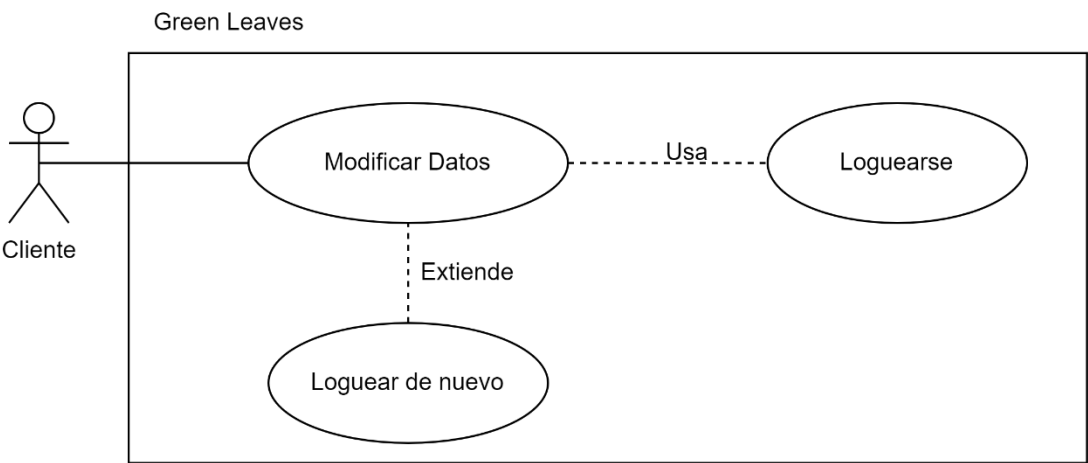 Green Leaves
Modificar Datos
Usa
Loguearse
Cliente
Extiende
Loguear de nuevo